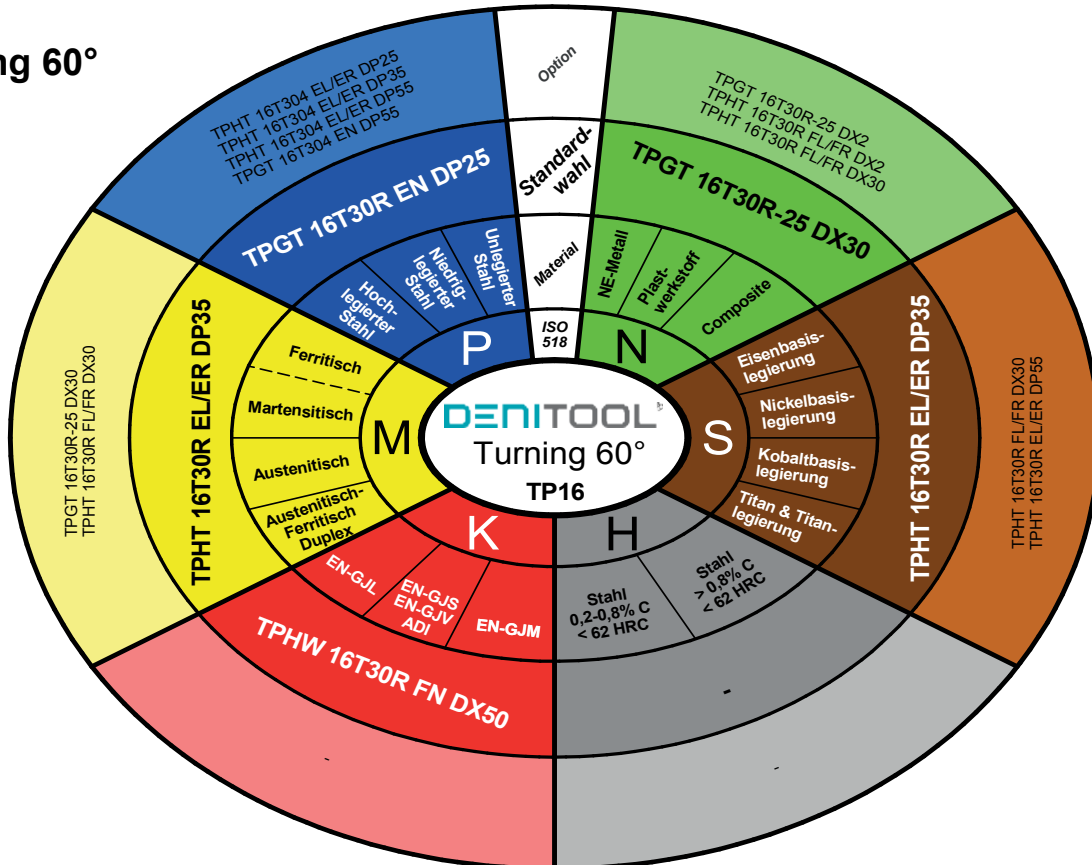 ng 60°
Option
Standard-
wahl
Material
ISO
518
TPHT 16T304 EL/ER DP25
TPHT 16T304 EL/ER DP35
TPHT 16T304 EL/ER DP55
TPGT 16T304 EN DP55
TPGT 16T30R EN DP25
Hoch-
legierter
Stahl
Niedrig-
legierter
Stahl
Unlegierter
Stahl
P
TPGT 16T30R-25 DX2
TPHT 16T30R FL/FR DX2
TPHT 16T30R FL/FR DX30
TPGT 16T30R-25 DX30
NE-Metall
Plast-
werkstoff
Composite
N
TPGT 16T30R-25 DX30
TPHT 16T30R FL/FR DX30
TPHT 16T30R EL/ER DP35
Ferritisch
Martensitisch
Austenitisch
Austenitisch-
Ferritisch
Duplex
M
DENITOOL
Turning 60°
TP16
S
Eisenbasis-
legierung
Nickelbasis-
legierung
Kobaltbasis-
legierung
Titan & Titan-
legierung
TPHT 16T30R EL/ER DP35
TPHT 16T30R FL/FR DX30
TPHT 16T30R EL/ER DP55
K
EN-GJL
EN-GJS
EN-GJV
ADI
EN-GJM
TPHW 16T30R FN DX50
-
H
Stahl
0,2-0,8% C
< 62 HRC
Stahl
> 0,8% C
< 62 HRC
-
-